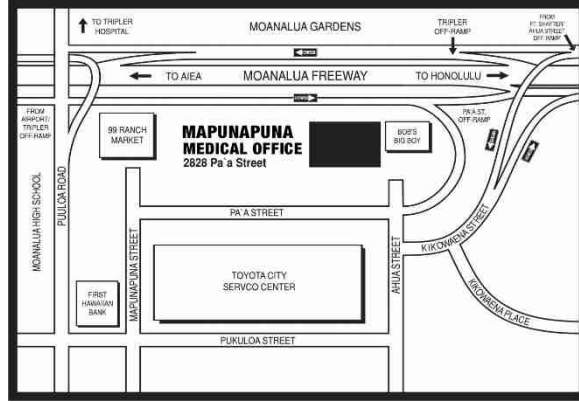 TO TRIPLER
HOSPITAL
MOANALUA GARDENS
TRIPLER
OFF-RAMP
FROM
FT. SHAFTER/
AHUA STREET
OFF RAMP
TO AIEA
MOANALUA FREEWAY
TO HONOLULU
FROM
AIRPORT/
TRIPLER
OFF-RAMP
99 RANCH
MARKET
MAPUNAPUNA
MEDICAL OFFICE
2828 Pa`a Street
BOB'S
BIG BOY
PA'A ST.
OFF-RAMP
MOANALUA HIGH SCHOOL
PUULOA ROAD
PA'A STREET
MAPUNAPUNA STREET
TOYOTA CITY
SERVCO CENTER
AHUA STREET
KIKOWAENA STREET
KIKOWAENA PLACE
FIRST
HAWAIIAN
BANK
PUKULOA STREET